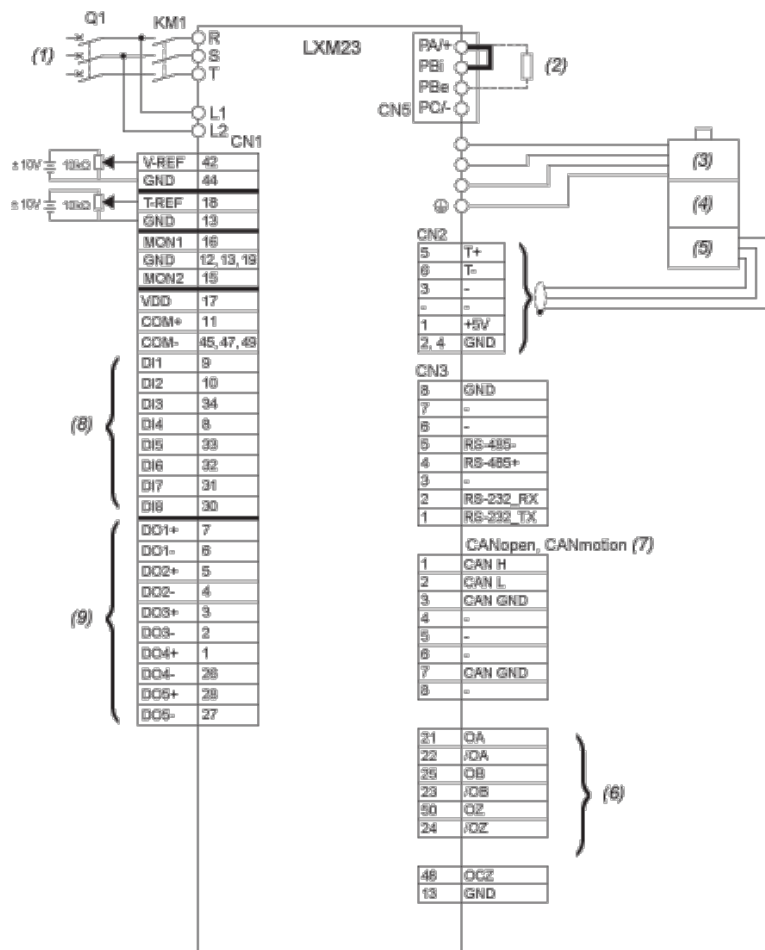 Q1
KM1
(1)
R
S
T
L1
L2
LXM23
PA/+
PBi
PBe
CN5 PC/-
(2)
(3)
(4)
(5)
CN1
±10V 10kΩ V-REF 42
GND 44
±10V 10kΩ T-REF 18
GND 13
MON1 16
GND 12, 13, 19
MON2 15
VDD 17
COM+ 11
COM- 45, 47, 49
(8)
DI1 9
DI2 10
DI3 34
DI4 8
DI5 33
DI6 32
DI7 31
DI8 30
(9)
DO1+ 7
DO1- 6
DO2+ 5
DO2- 4
DO3+ 3
DO3- 2
DO4+ 1
DO4- 26
DO5+ 28
DO5- 27
CN2
5 T+
6 T-
3 -
- -
1 +5V
2, 4 GND
CN3
8 GND
7 -
6 -
5 RS-485-
4 RS-485+
3 -
2 RS-232_RX
1 RS-232_TX
CANopen, CANmotion (7)
1 CAN H
2 CAN L
3 CAN GND
4 -
5 -
6 -
7 CAN GND
8 -
21 OA
22 /OA
25 OB
23 /OB
50 OZ
24 /OZ
(6)
48 OCZ
13 GND